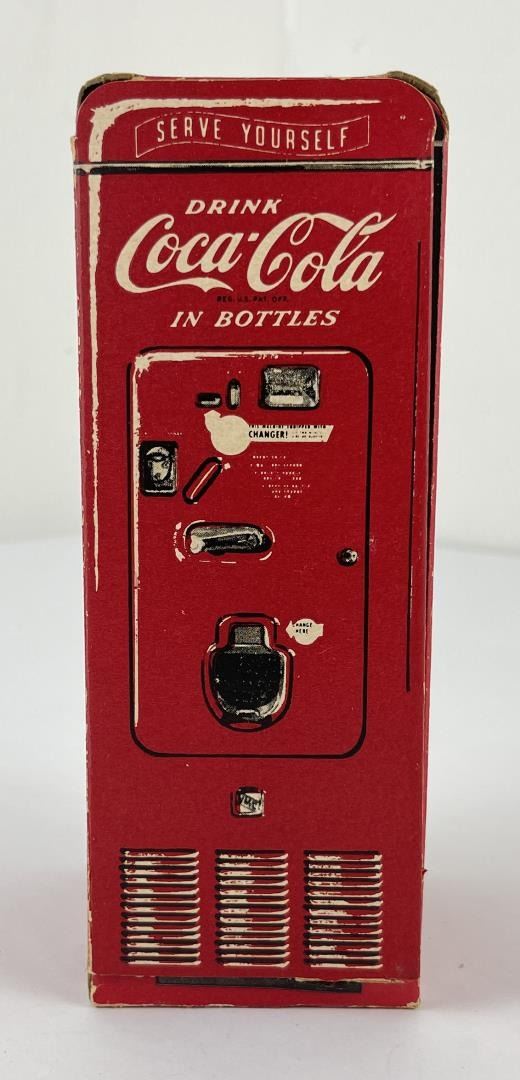 SERVE YOURSELF
DRINK
Coca-Cola
REG. U.S. PAT. OFF.
IN BOTTLES
CHANGER!
CHANGE
HERE